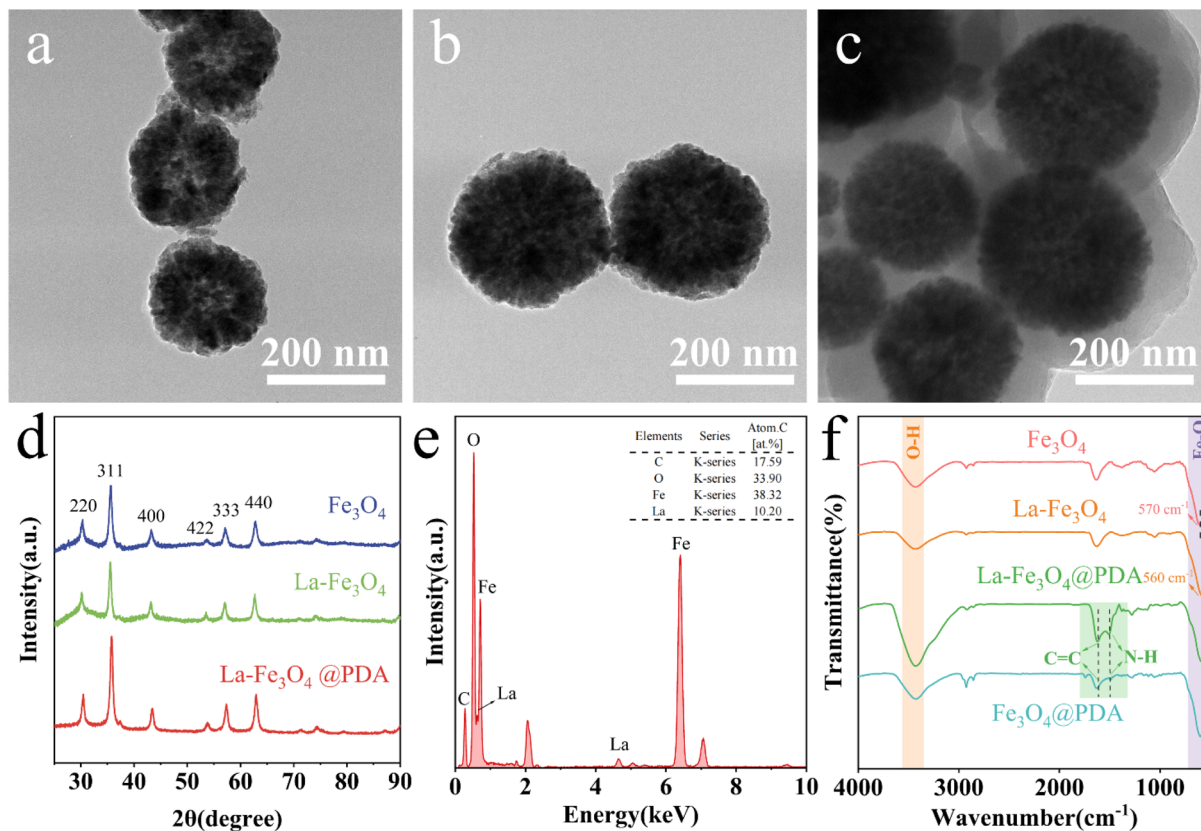 a
200 nm
b
200 nm
c
200 nm
d
Intensity(a.u.)
220
311
400
422
333
440
Fe₃O₄
La-Fe₃O₄
La-Fe₃O₄ @PDA
30
40
50
60
70
80
90
2θ(degree)
e
Intensity(a.u.)
Elements Series Atom.C
[at.%]
C K-series 17.59
O K-series 33.90
Fe K-series 38.32
La K-series 10.20
O
Fe
C
La
La
Fe
0 2 4 6 8 10
Energy(keV)
f
Transmittance(%)
O-H
Fe-O
Fe₃O₄
570 cm⁻¹
La-Fe₃O₄
La-Fe₃O₄@PDA
560 cm⁻¹
C=C
N-H
Fe₃O₄@PDA
4000 3000 2000 1000
Wavenumber(cm⁻¹)